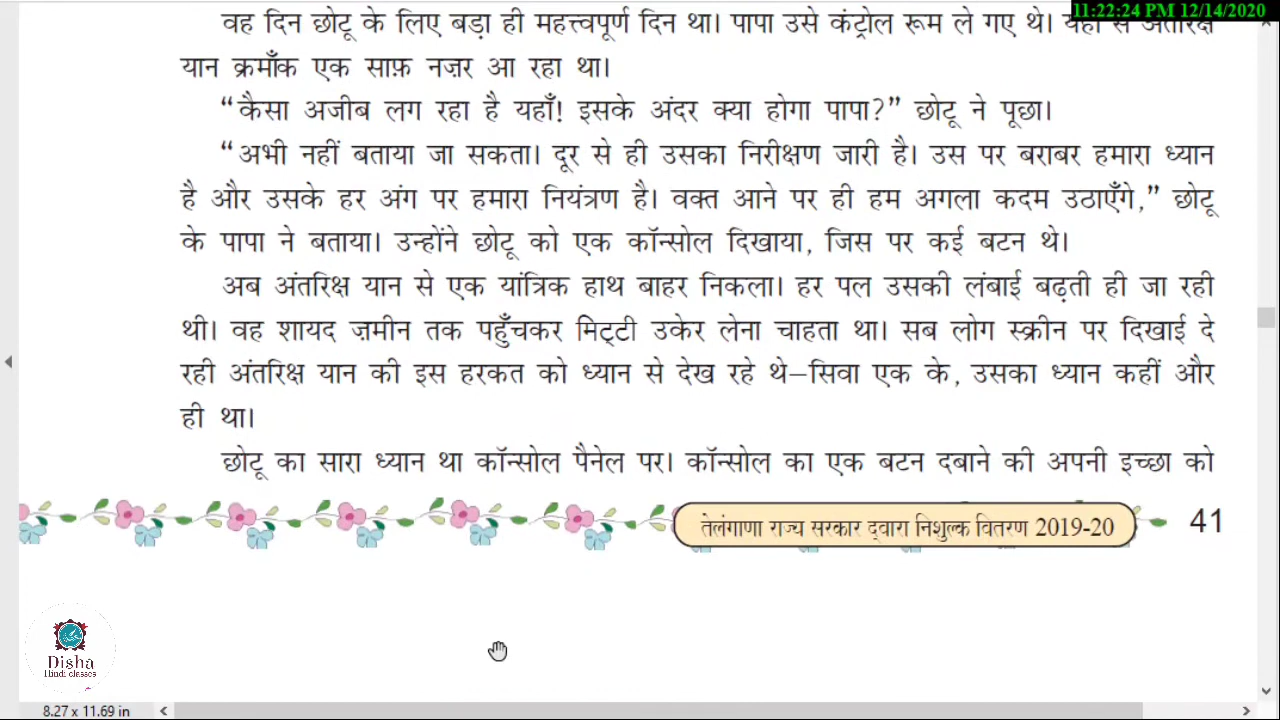 11:22:24 PM 12/14/2020
वह दिन छोटू के लिए बड़ा ही महत्त्वपूर्ण दिन था। पापा उसे कंट्रोल रूम ले गए थे। यहाँ से अंतरिक्ष
यान क्रमाँक एक साफ़ नज़र आ रहा था।
“कैसा अजीब लग रहा है यहाँ! इसके अंदर क्या होगा पापा?” छोटू ने पूछा।
“अभी नहीं बताया जा सकता। दूर से ही उसका निरीक्षण जारी है। उस पर बराबर हमारा ध्यान
है और उसके हर अंग पर हमारा नियंत्रण है। वक्त आने पर ही हम अगला कदम उठाएँगे,” छोटू
के पापा ने बताया। उन्होंने छोटू को एक कॉन्सोल दिखाया, जिस पर कई बटन थे।
अब अंतरिक्ष यान से एक यांत्रिक हाथ बाहर निकला। हर पल उसकी लंबाई बढ़ती ही जा रही
थी। वह शायद ज़मीन तक पहुँचकर मिट्टी उकेर लेना चाहता था। सब लोग स्क्रीन पर दिखाई दे
रही अंतरिक्ष यान की इस हरकत को ध्यान से देख रहे थे–सिवा एक के, उसका ध्यान कहीं और
ही था।
छोटू का सारा ध्यान था कॉन्सोल पैनेल पर। कॉन्सोल का एक बटन दबाने की अपनी इच्छा को
तेलंगाणा राज्य सरकार द्वारा निशुल्क वितरण 2019-20
41
Disha
Hindi classes
8.27 x 11.69 in